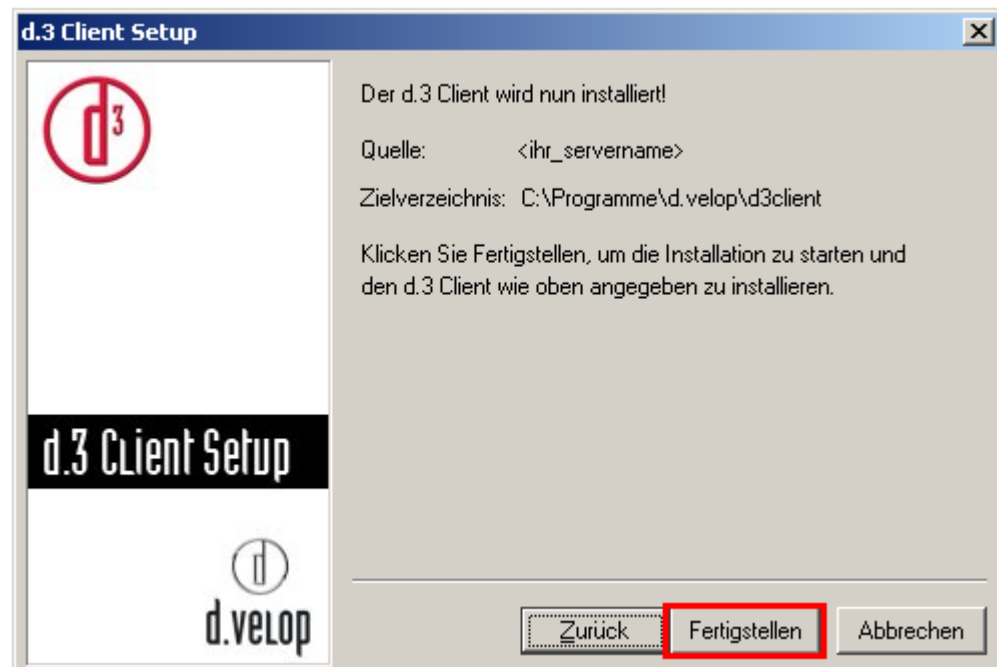 d.3 Client Setup
d3
Der d.3 Client wird nun installiert!
Quelle: <ihr_servername>
Zielverzeichnis: C:\Programme\d.velop\d3client
Klicken Sie Fertigstellen, um die Installation zu starten und
den d.3 Client wie oben angegeben zu installieren.
d.3 CLient Setup
d
d.veLop
Zurück Fertigstellen Abbrechen